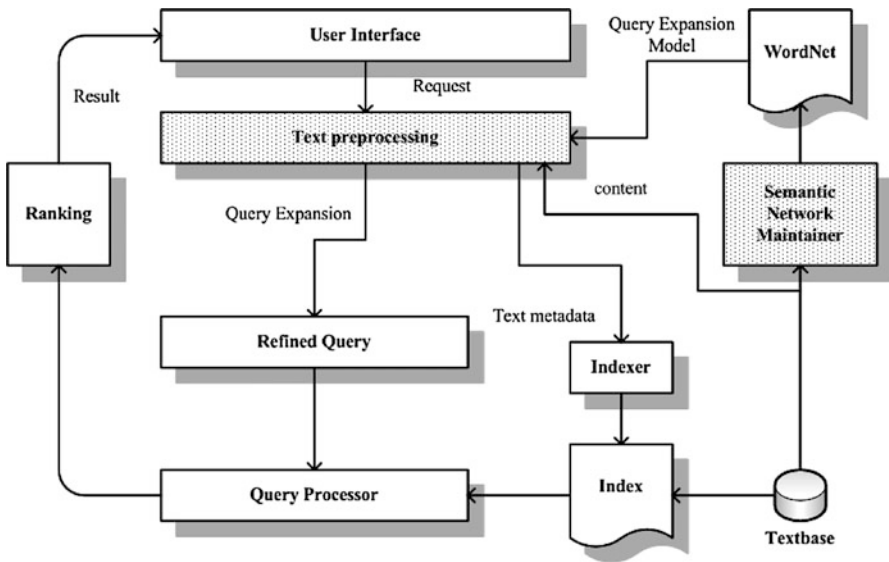 User Interface
Query Expansion
Model
WordNet
Result
Request
Text preprocessing
Ranking
Query Expansion
content
Semantic
Network
Maintainer
Text metadata
Refined Query
Indexer
Query Processor
Index
Textbase